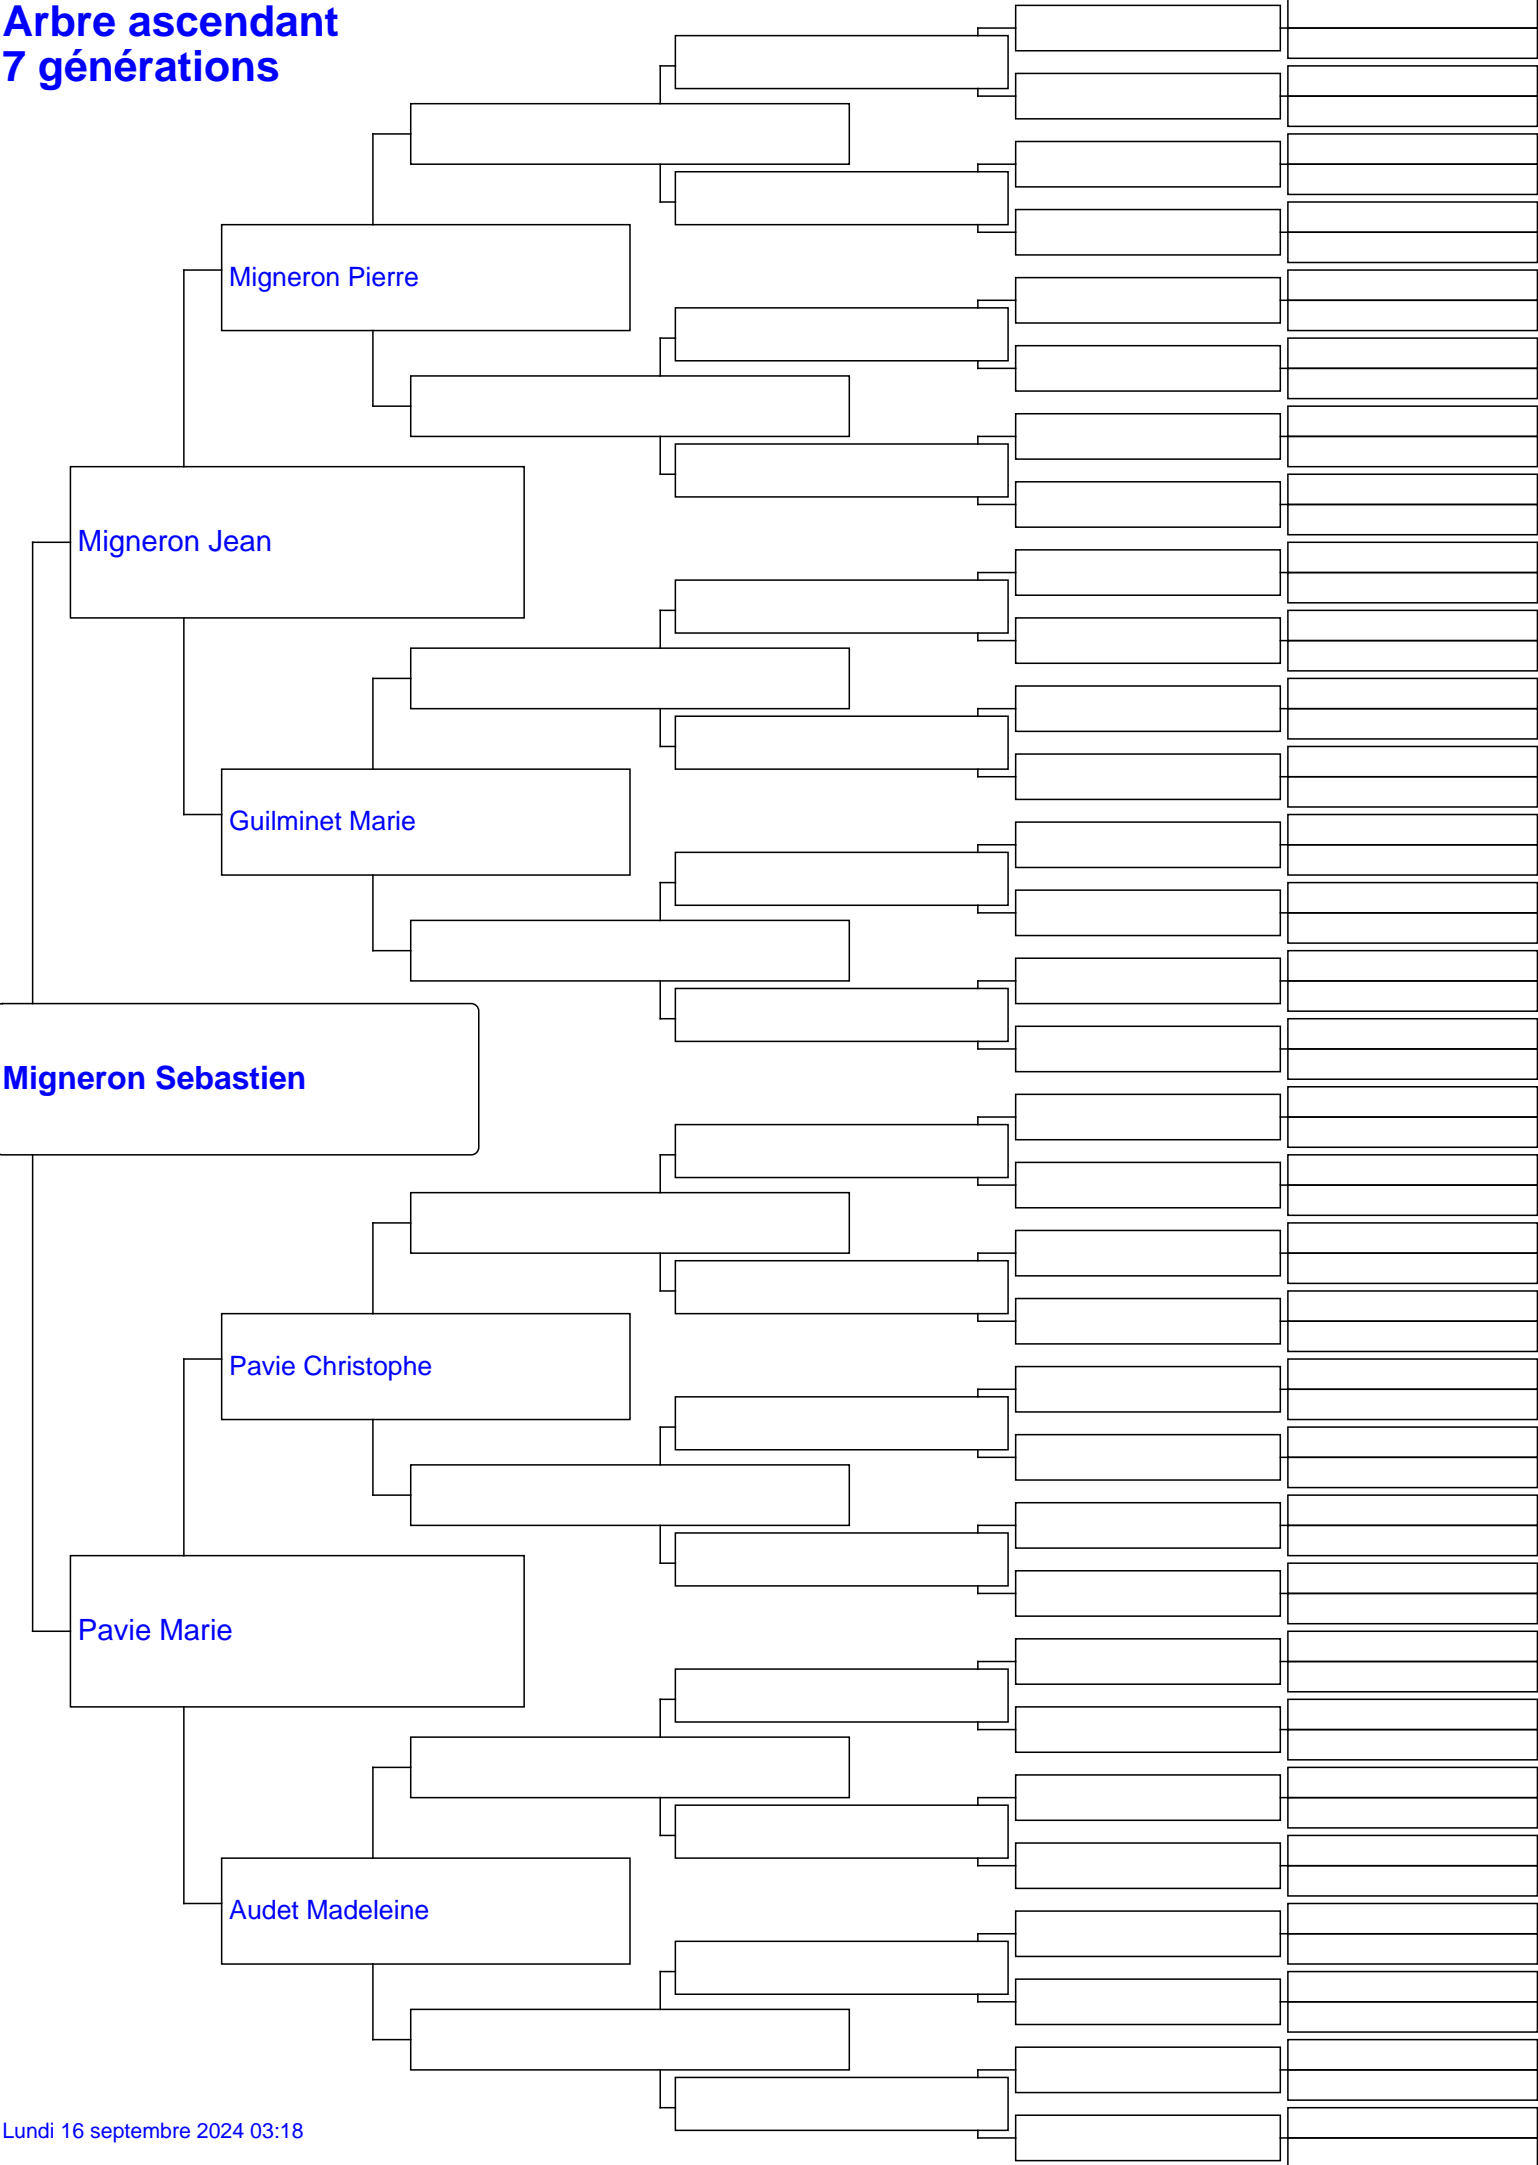 Arbre ascendant
7 générations
Migneron Pierre
Migneron Jean
Guilminet Marie
Migneron Sebastien
Pavie Christophe
Pavie Marie
Audet Madeleine
Lundi 16 septembre 2024 03:18